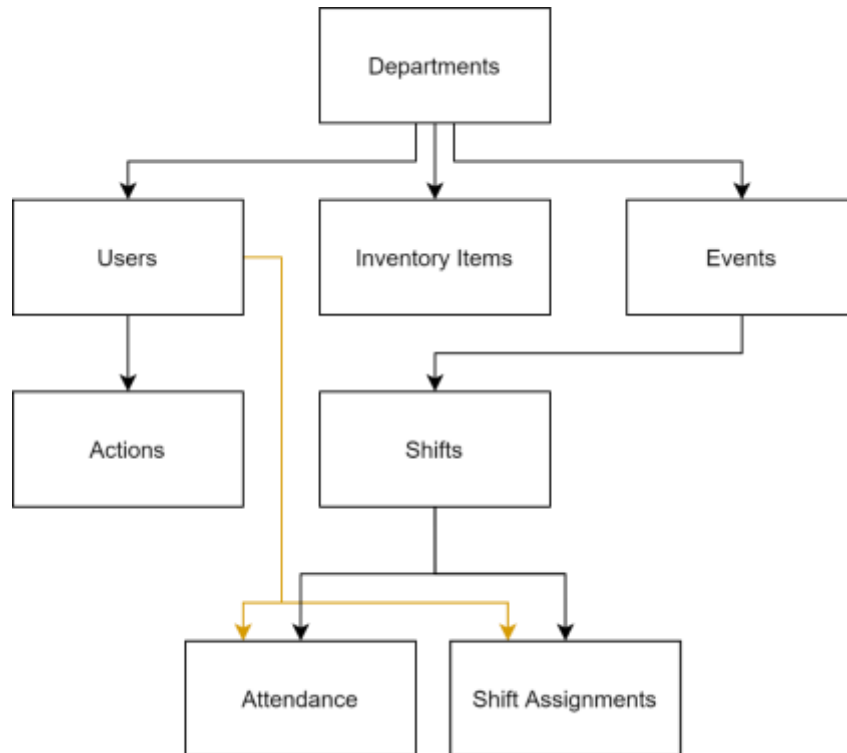 Departments
Users
Inventory Items
Events
Actions
Shifts
Attendance
Shift Assignments